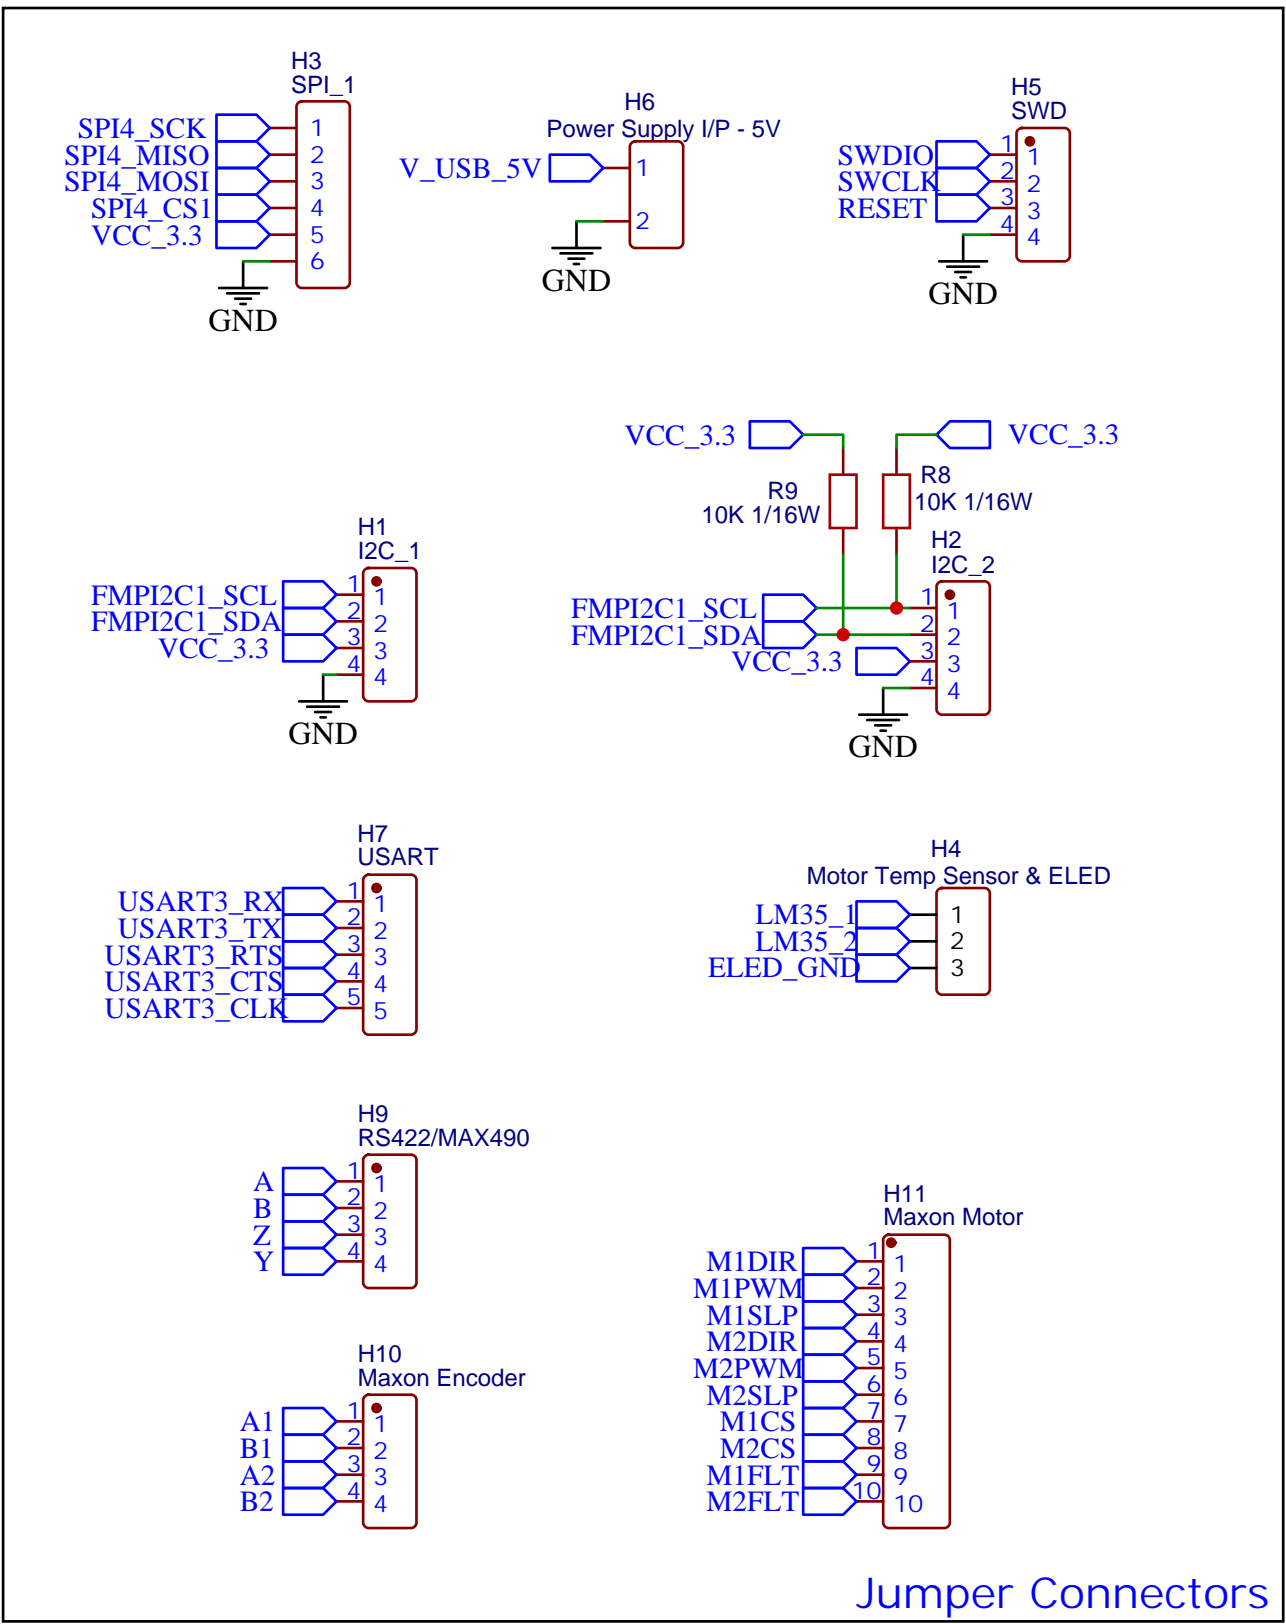 H3
SPI_1
SPI4_SCK 1
SPI4_MISO 2
SPI4_MOSI 3
SPI4_CS1 4
VCC_3.3 5
6
GND
H6
Power Supply I/P - 5V
V_USB_5V 1
2
GND
H5
SWD
SWDIO 1 1
SWCLK 2 2
RESET 3 3
4 4
GND
VCC_3.3 VCC_3.3
R9
10K 1/16W
R8
10K 1/16W
H1
I2C_1
FMPI2C1_SCL 1 1
FMPI2C1_SDA 2 2
VCC_3.3 3 3
4 4
GND
H2
I2C_2
FMPI2C1_SCL 1 1
FMPI2C1_SDA 2 2
VCC_3.3 3 3
4 4
GND
H7
USART
USART3_RX 1 1
USART3_TX 2 2
USART3_RTS 3 3
USART3_CTS 4 4
USART3_CLK 5 5
H4
Motor Temp Sensor & ELED
LM35_1 1
LM35_2 2
ELED_GND 3
H9
RS422/MAX490
A 1 1
B 2 2
Z 3 3
Y 4 4
H10
Maxon Encoder
A1 1 1
B1 2 2
A2 3 3
B2 4 4
H11
Maxon Motor
M1DIR 1 1
M1PWM 2 2
M1SLP 3 3
M2DIR 4 4
M2PWM 5 5
M2SLP 6 6
M1CS 7 7
M2CS 8 8
M1FLT 9 9
M2FLT 10 10
Jumper Connectors